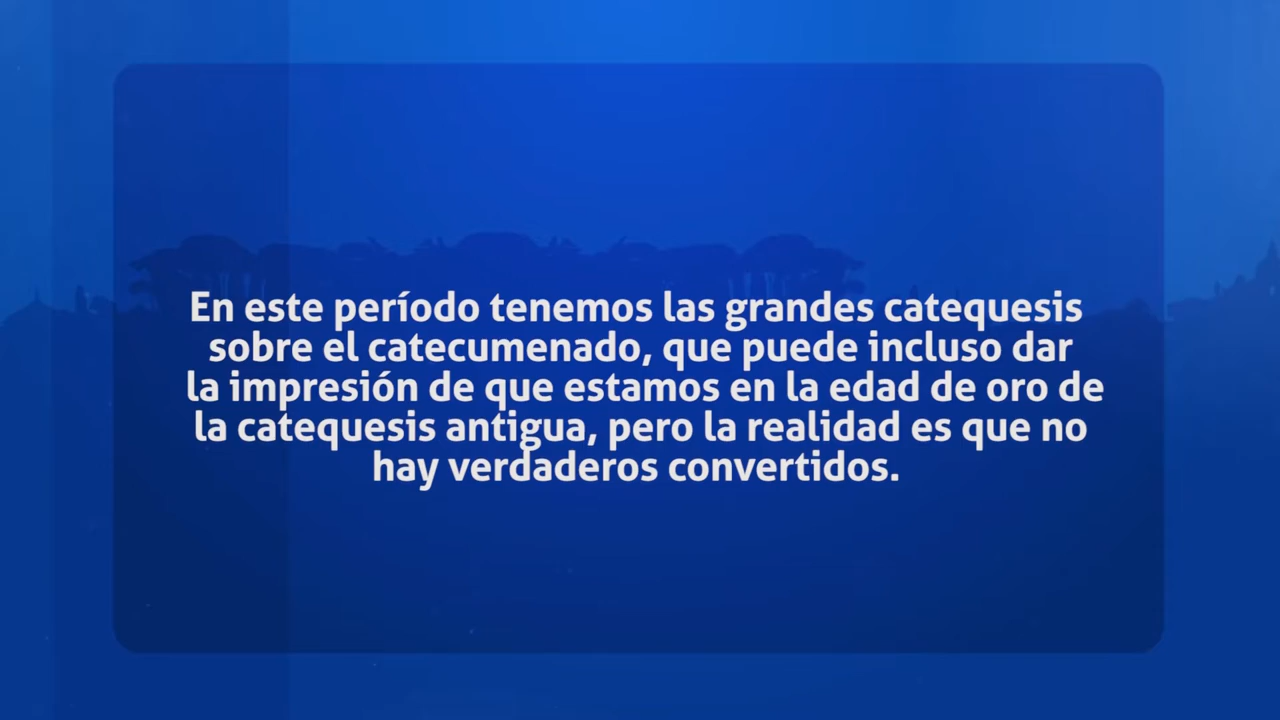 En este período tenemos las grandes catequesis
sobre el catecumenado, que puede incluso dar
la impresión de que estamos en la edad de oro de
la catequesis antigua, pero la realidad es que no
hay verdaderos convertidos.